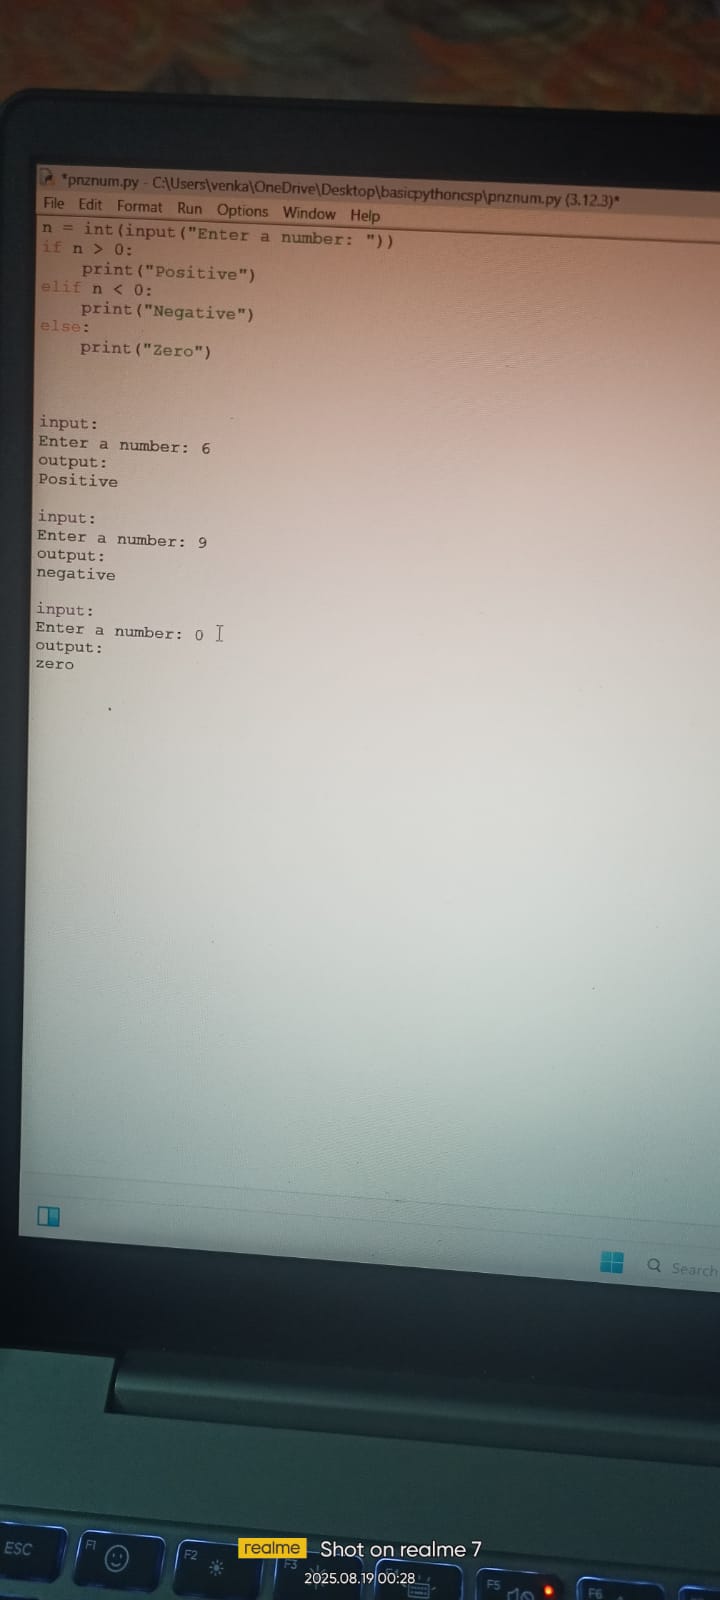 *pnznum.py - C:\Users\venka\OneDrive\Desktop\basicpythoncsp\pnznum.py (3.12.3)*
File Edit Format Run Options Window Help
n = int(input("Enter a number: "))
if n > 0:
    print("Positive")
elif n < 0:
    print("Negative")
else:
    print("Zero")
input:
Enter a number: 6
output:
Positive
input:
Enter a number: 9
output:
negative
input:
Enter a number: 0
output:
zero
Search
ESC F1 F2 F3 F5 F6
realme Shot on realme 7
2025.08.19 00:28